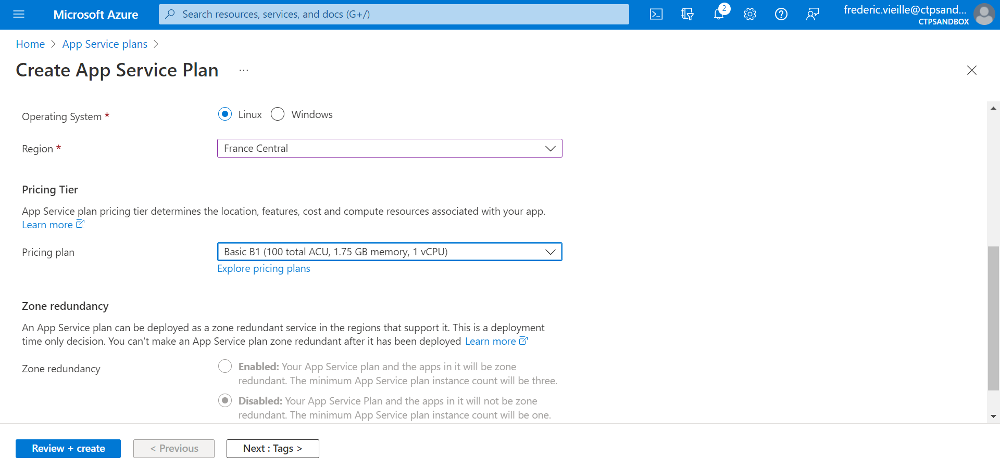 Microsoft Azure
Search resources, services, and docs (G+/)
2
frederic.vieille@ctpsand...
CTPSANDBOX
Home > App Service plans >
Create App Service Plan ...
Operating System *
Linux
Windows
Region *
France Central
Pricing Tier
App Service plan pricing tier determines the location, features, cost and compute resources associated with your app.
Learn more
Pricing plan
Basic B1 (100 total ACU, 1.75 GB memory, 1 vCPU)
Explore pricing plans
Zone redundancy
An App Service plan can be deployed as a zone redundant service in the regions that support it. This is a deployment
time only decision. You can't make an App Service plan zone redundant after it has been deployed Learn more
Zone redundancy
Enabled: Your App Service plan and the apps in it will be zone
redundant. The minimum App Service plan instance count will be three.
Disabled: Your App Service Plan and the apps in it will not be zone
redundant. The minimum App Service plan instance count will be one.
Review + create
< Previous
Next : Tags >